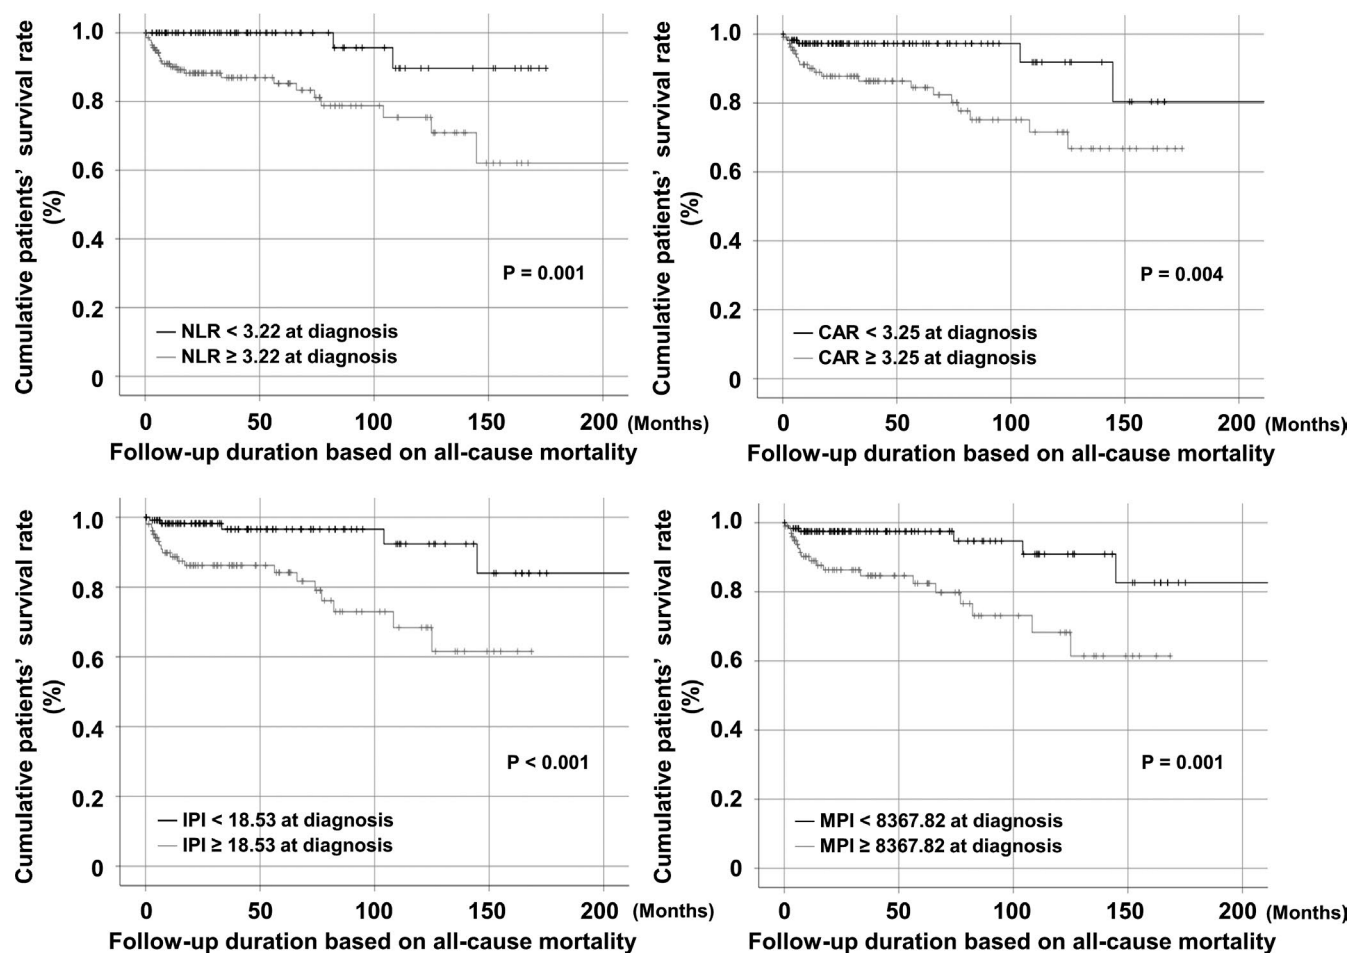 Cumulative patients’ survival rate
(%)
1.0
0.8
0.6
0.4
0.2
0
P = 0.001
NLR < 3.22 at diagnosis
NLR ≥ 3.22 at diagnosis
0 50 100 150 200 (Months)
Follow-up duration based on all-cause mortality
Cumulative patients’ survival rate
(%)
1.0
0.8
0.6
0.4
0.2
0
P = 0.004
CAR < 3.25 at diagnosis
CAR ≥ 3.25 at diagnosis
0 50 100 150 200 (Months)
Follow-up duration based on all-cause mortality
Cumulative patients’ survival rate
(%)
1.0
0.8
0.6
0.4
0.2
0
P < 0.001
IPI < 18.53 at diagnosis
IPI ≥ 18.53 at diagnosis
0 50 100 150 200 (Months)
Follow-up duration based on all-cause mortality
Cumulative patients’ survival rate
(%)
1.0
0.8
0.6
0.4
0.2
0
P = 0.001
MPI < 8367.82 at diagnosis
MPI ≥ 8367.82 at diagnosis
0 50 100 150 200 (Months)
Follow-up duration based on all-cause mortality